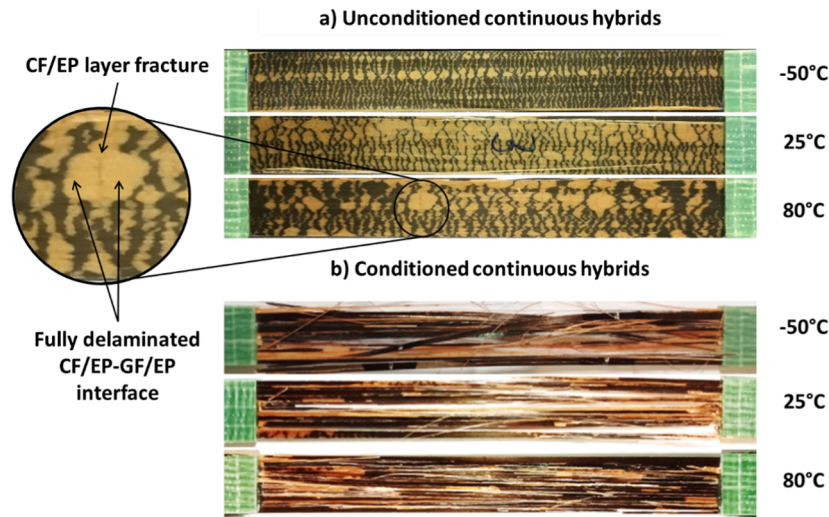 a) Unconditioned continuous hybrids
CF/EP layer fracture
-50°C
25°C
80°C
Fully delaminated
CF/EP-GF/EP
interface
b) Conditioned continuous hybrids
-50°C
25°C
80°C